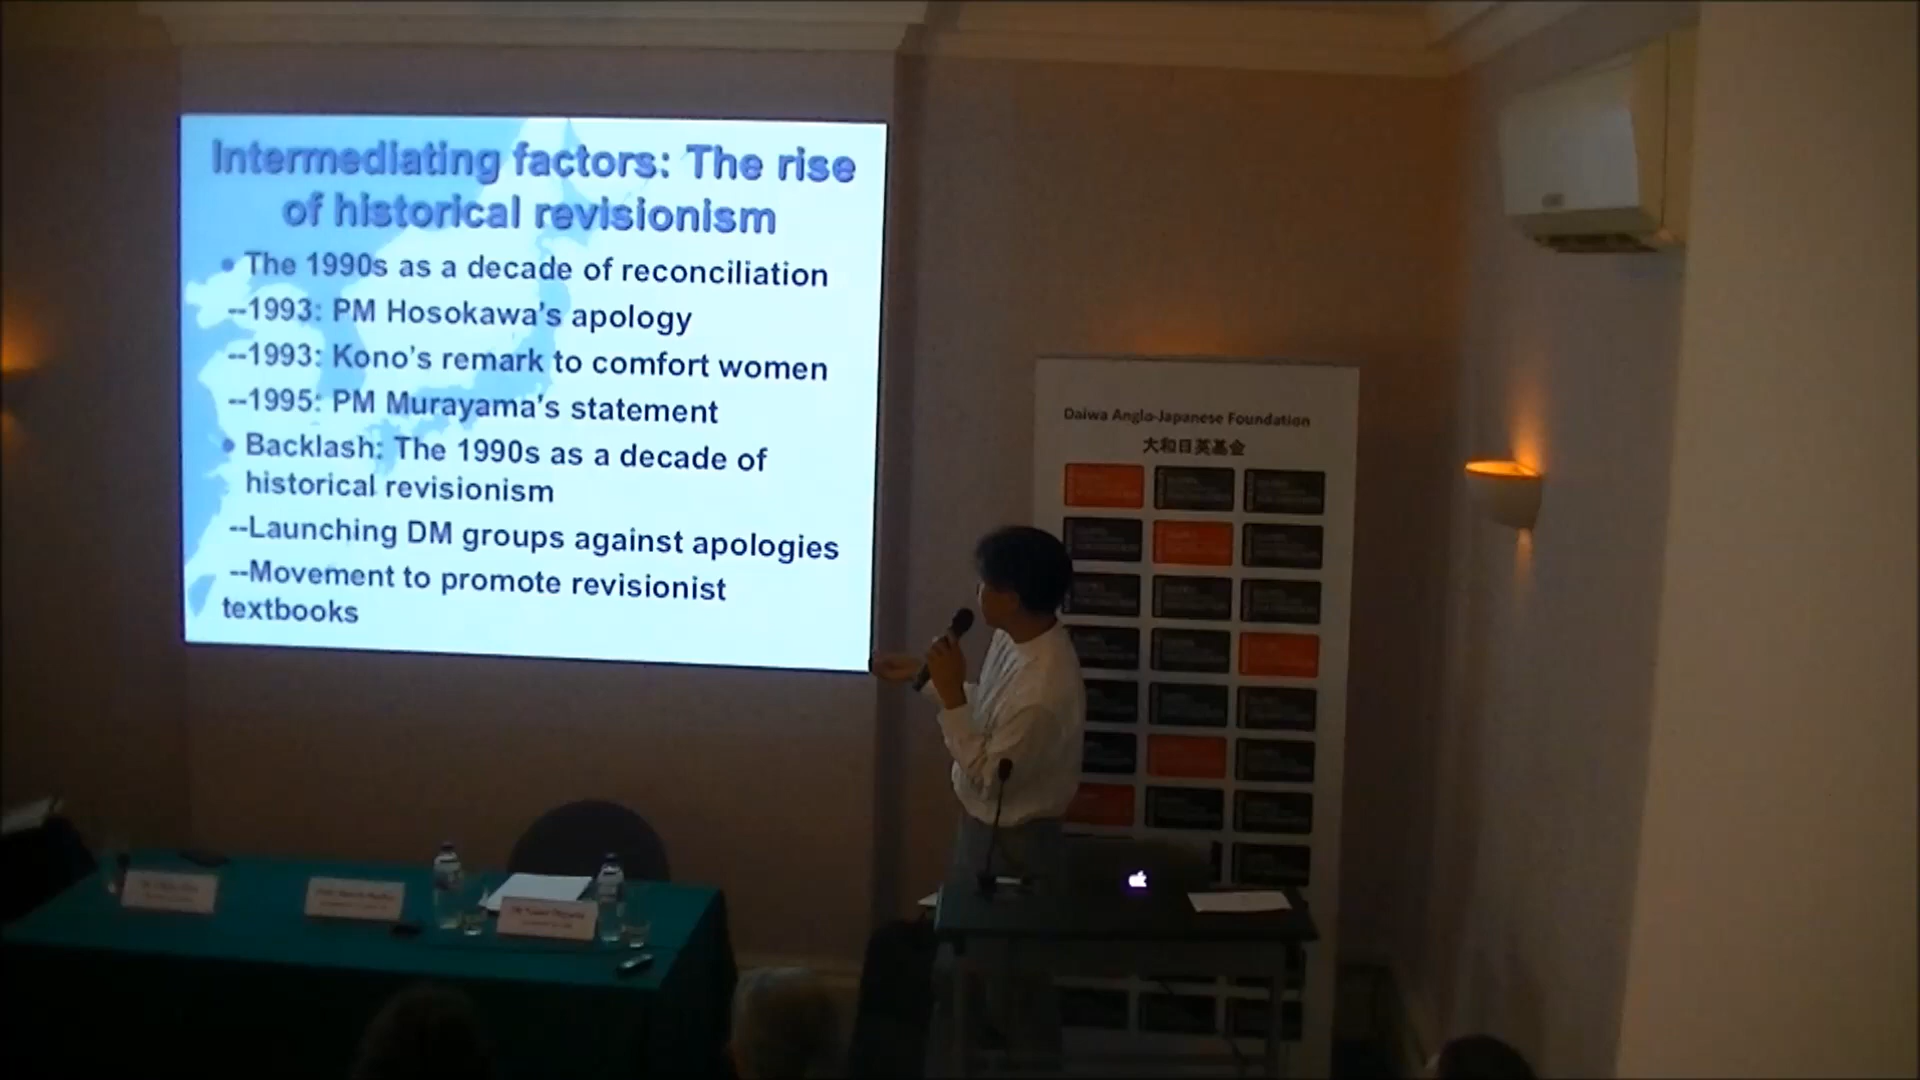 Intermediating factors: The rise
of historical revisionism
• The 1990s as a decade of reconciliation
--1993: PM Hosokawa's apology
--1993: Kono's remark to comfort women
--1995: PM Murayama's statement
• Backlash: The 1990s as a decade of
historical revisionism
--Launching DM groups against apologies
--Movement to promote revisionist
textbooks
Daiwa Anglo-Japanese Foundation
大和日英基金